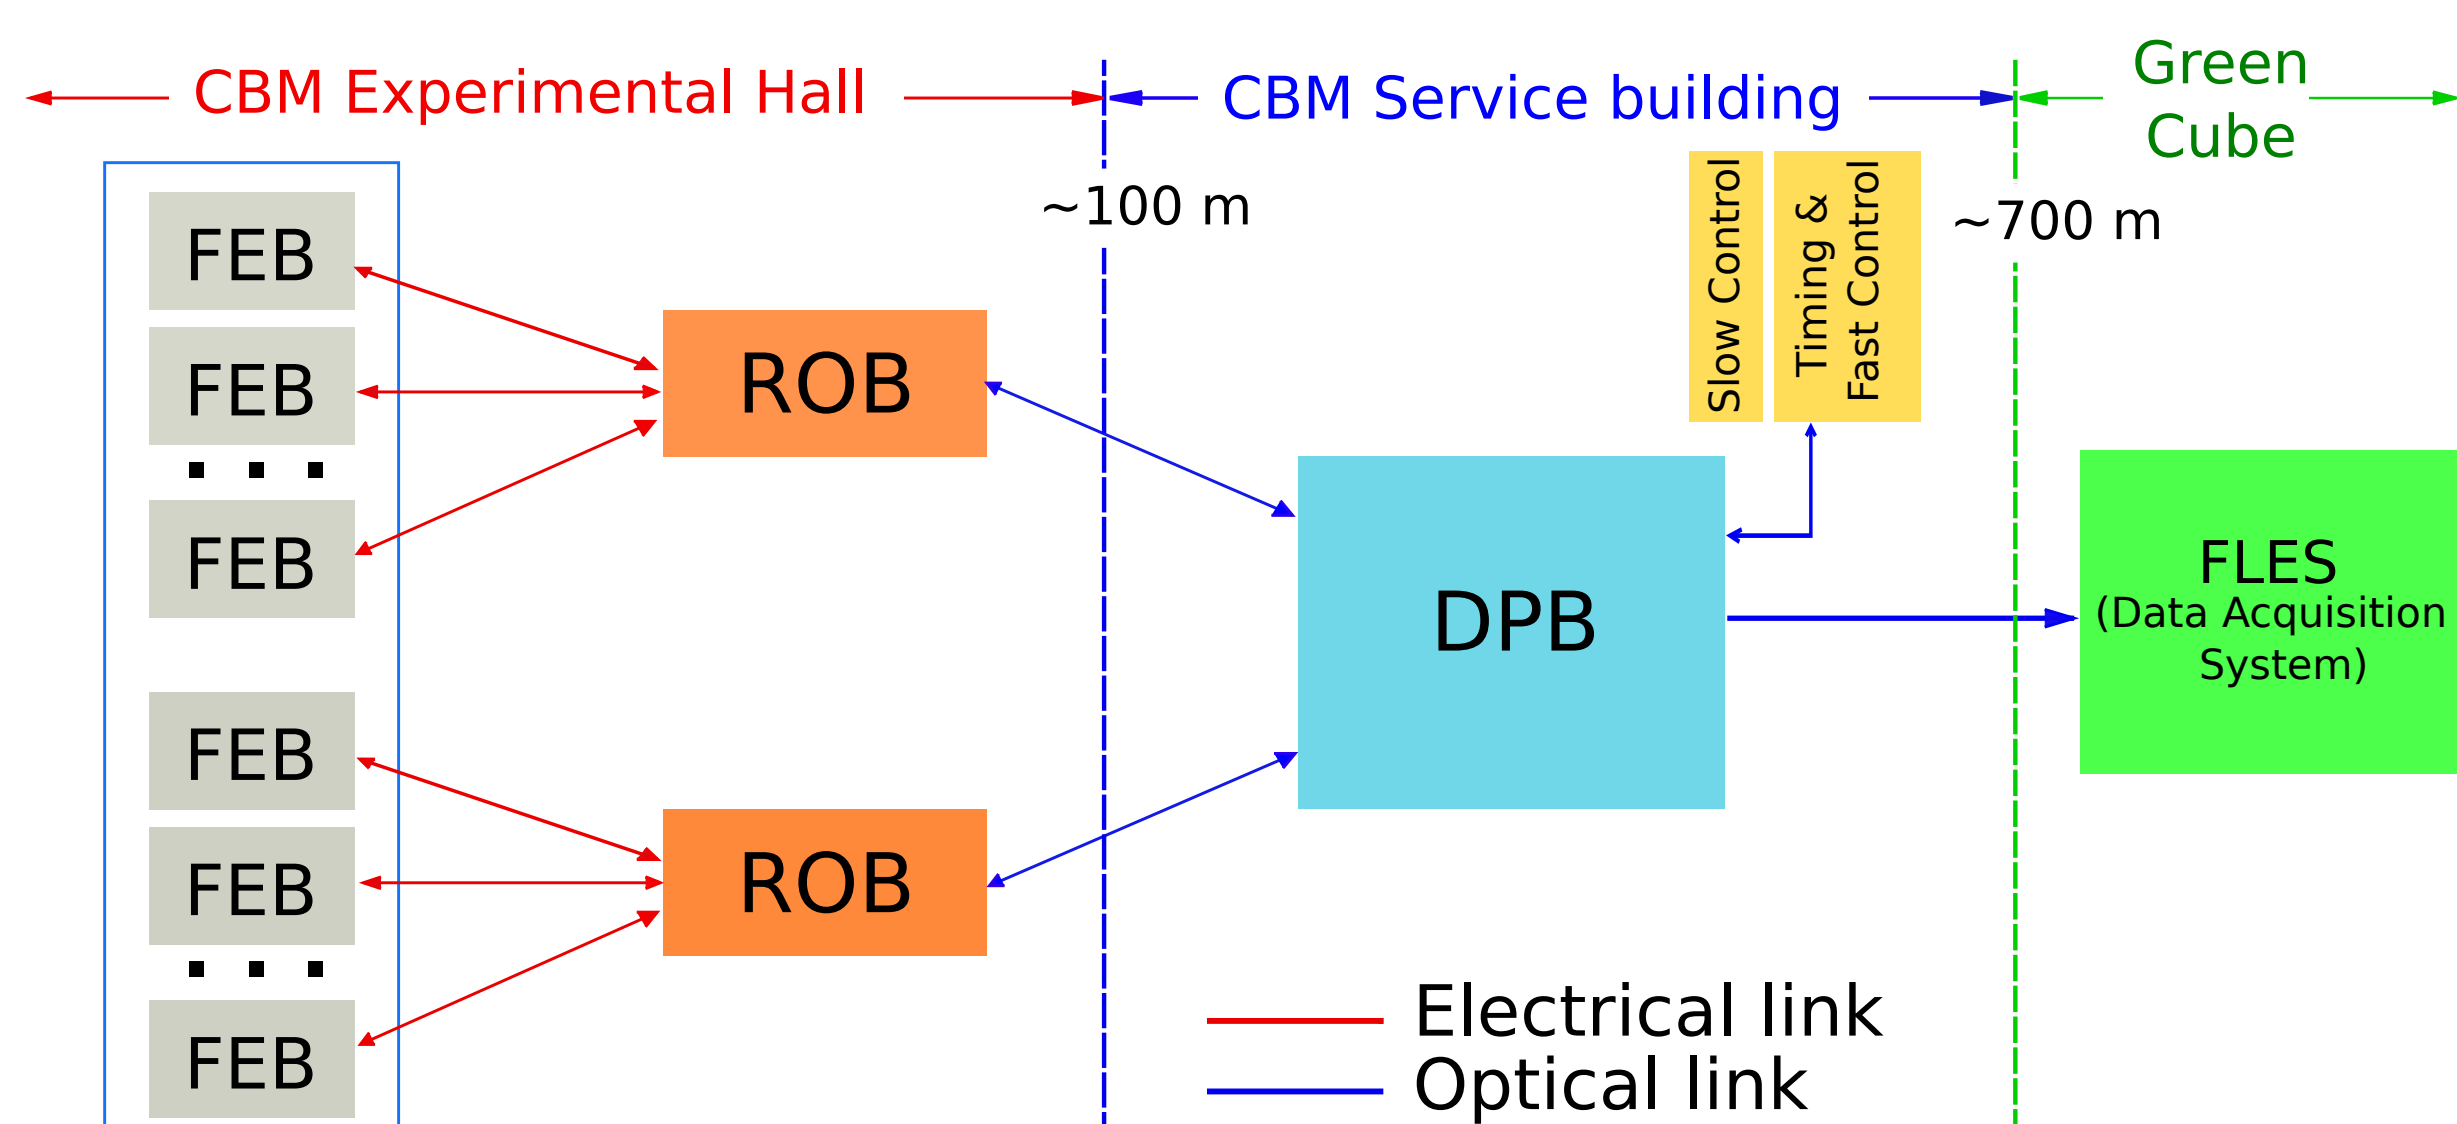 CBM Experimental Hall
CBM Service building
Green
Cube
~100 m
~700 m
Slow Control
Timing &
Fast Control
FEB
FEB
FEB
ROB
DPB
FLES
(Data Acquisition
System)
FEB
FEB
FEB
ROB
Electrical link
Optical link